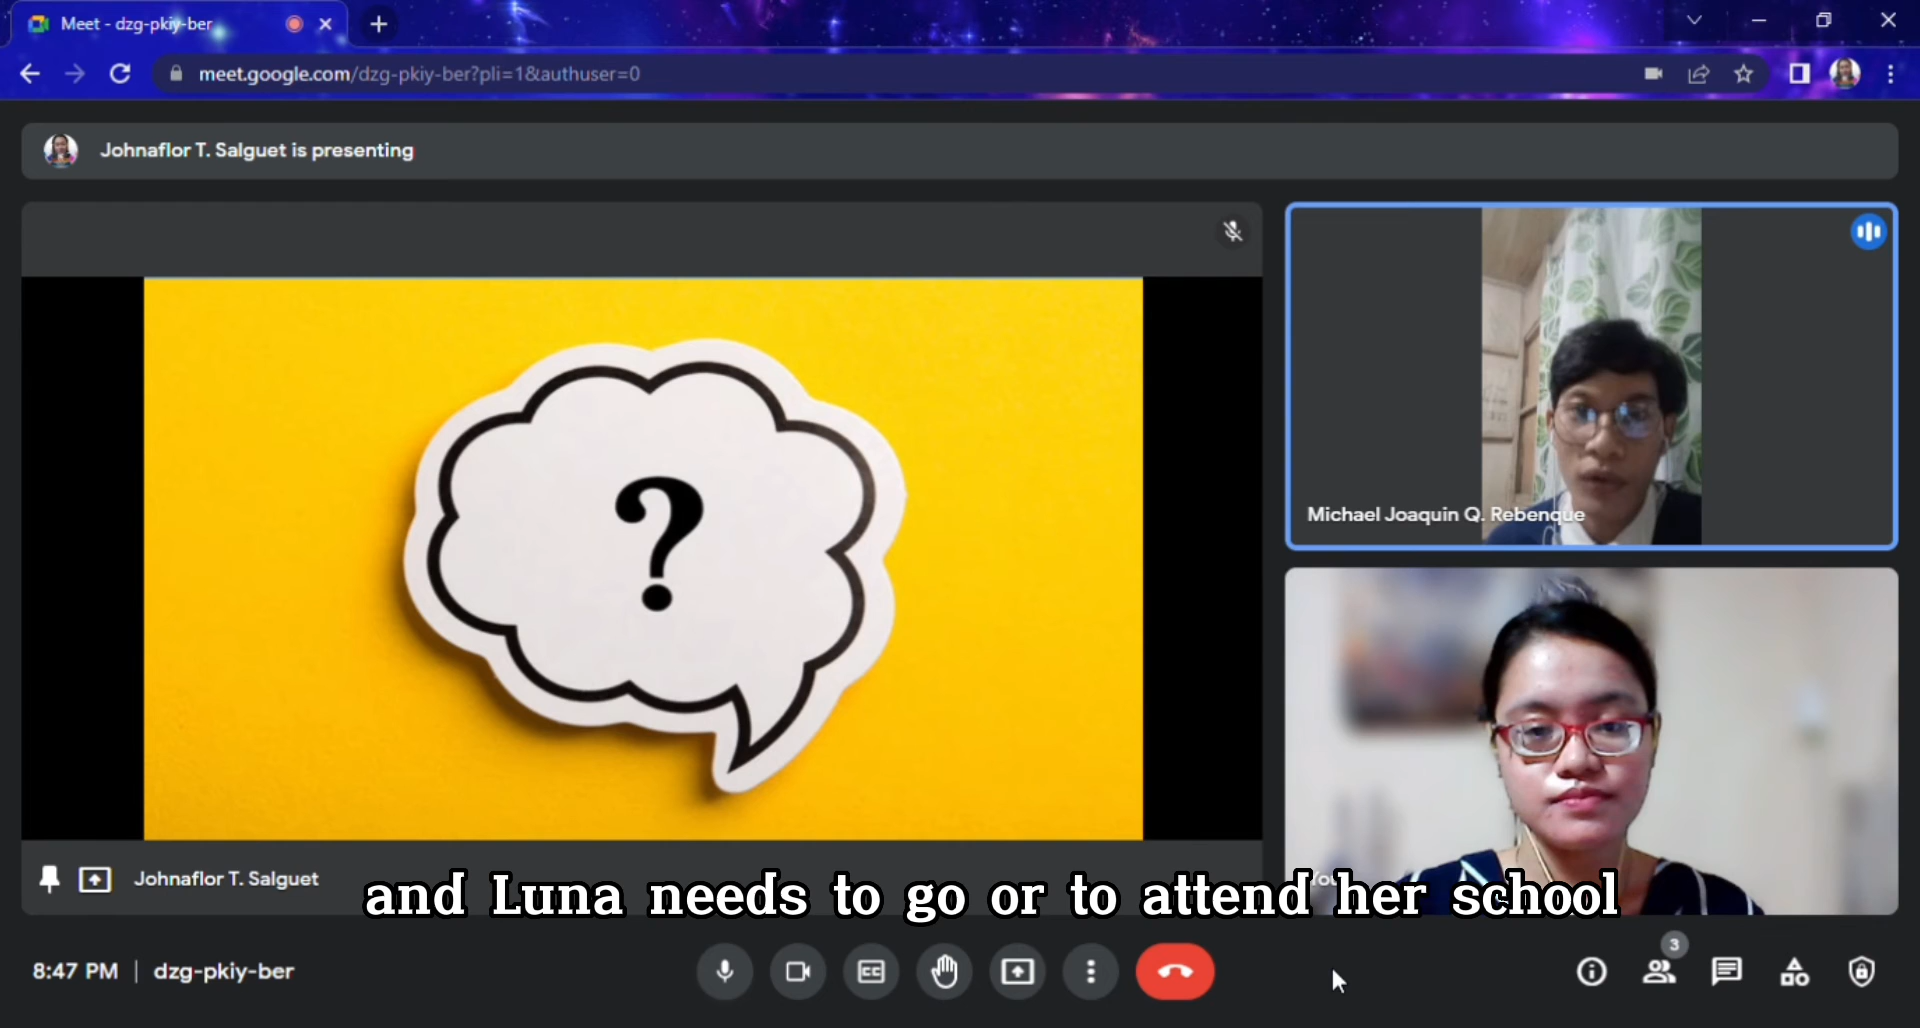 Meet - dzg-pkiy-ber
meet.google.com/dzg-pkiy-ber?pli=1&authuser=0
Johnaflor T. Salguet is presenting
?
Michael Joaquin Q. Rebenque
Johnaflor T. Salguet
and Luna needs to go or to attend her school
8:47 PM | dzg-pkiy-ber
CC
3